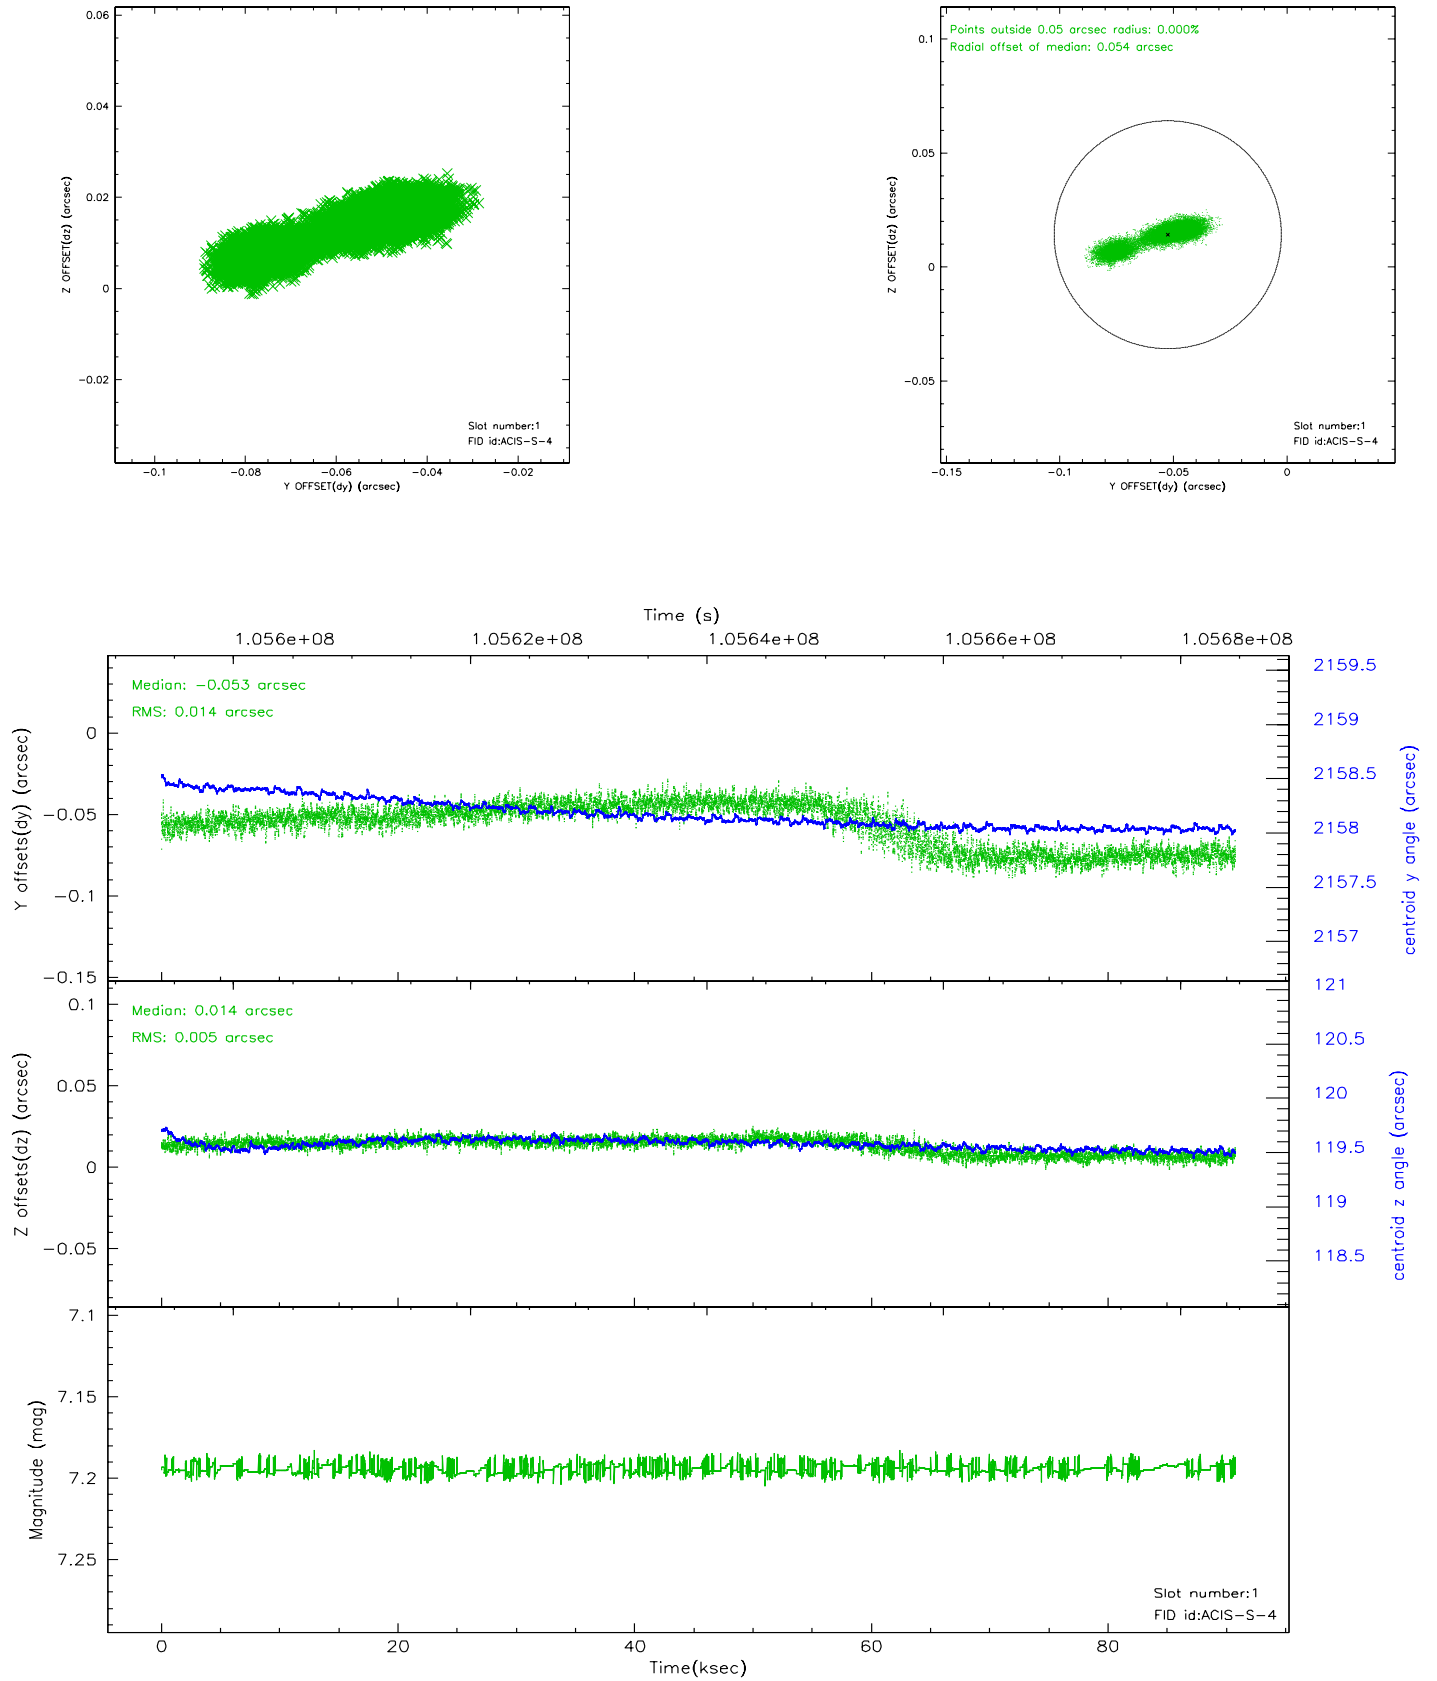 0.06
0.04
0.02
0
−0.02
Z OFFSET(dz) (arcsec)
Slot number:1
FID id:ACIS−S−4
−0.1
−0.08
−0.06
−0.04
−0.02
Y OFFSET(dy) (arcsec)
Points outside 0.05 arcsec radius: 0.000%
Radial offset of median: 0.054 arcsec
0.1
0.05
0
−0.05
Z OFFSET(dz) (arcsec)
Slot number:1
FID id:ACIS−S−4
−0.15
−0.1
−0.05
0
Y OFFSET(dy) (arcsec)
Time (s)
1.056e+08
1.0562e+08
1.0564e+08
1.0566e+08
1.0568e+08
Median: −0.053 arcsec
RMS: 0.014 arcsec
0
−0.05
−0.1
−0.15
Y offsets(dy) (arcsec)
2159.5
2159
2158.5
2158
2157.5
2157
centroid y angle (arcsec)
Median: 0.014 arcsec
RMS: 0.005 arcsec
0.1
0.05
0
−0.05
Z offsets(dz) (arcsec)
121
120.5
120
119.5
119
118.5
centroid z angle (arcsec)
7.1
7.15
7.2
7.25
Magnitude (mag)
Slot number:1
FID id:ACIS−S−4
0
20
40
60
80
Time(ksec)